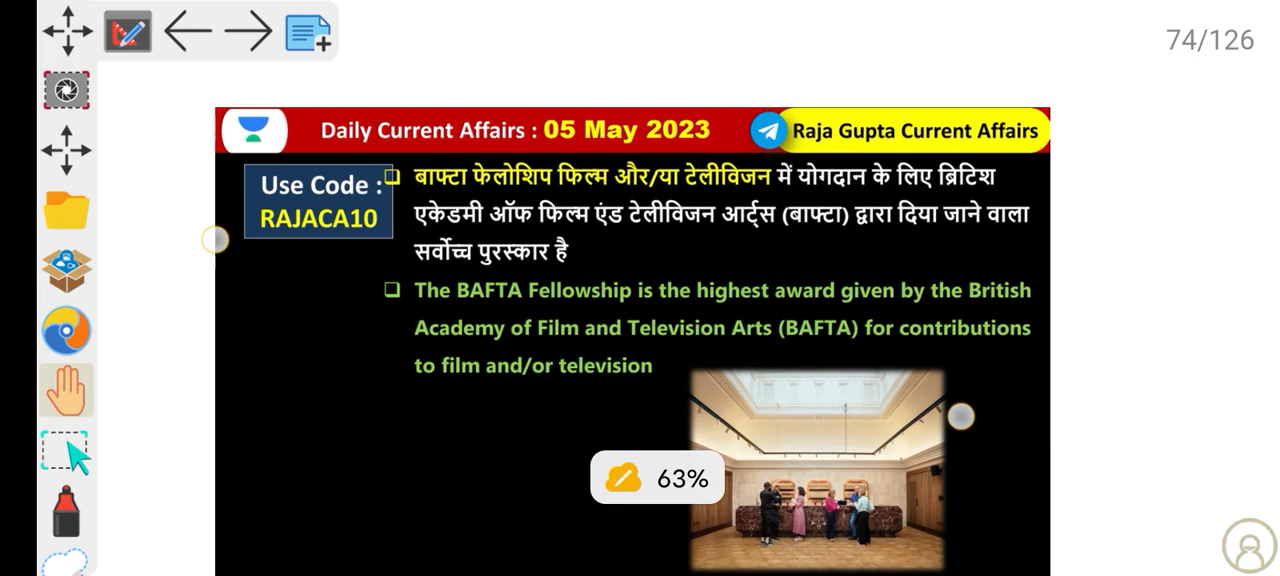 74/126
Daily Current Affairs : 05 May 2023
Raja Gupta Current Affairs
Use Code :
RAJACA10
❑ बाफ्टा फेलोशिप फिल्म और/या टेलीविजन में योगदान के लिए ब्रिटिश
एकेडमी ऑफ फिल्म एंड टेलीविजन आर्ट्स (बाफ्टा) द्वारा दिया जाने वाला
सर्वोच्च पुरस्कार है
❑ The BAFTA Fellowship is the highest award given by the British
Academy of Film and Television Arts (BAFTA) for contributions
to film and/or television
63%